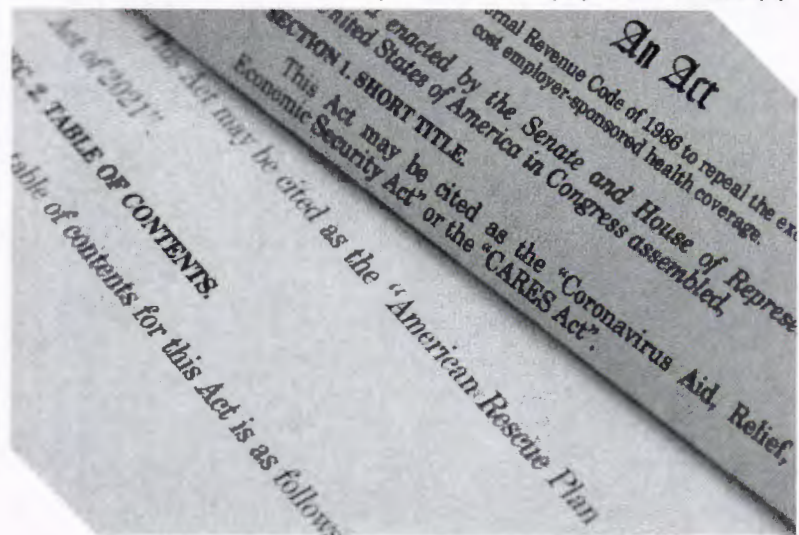 An Act
rnal Revenue Code of 1986 to repeal the exc
cost employer-sponsored health coverage.
enacted by the Senate and House of Represe
United States of America in Congress assembled,
SECTION 1. SHORT TITLE.
This Act may be cited as the "Coronavirus Aid, Relief,
Economic Security Act" or the "CARES Act".
This Act may be cited as the "American Rescue Plan
Act of 2021".
EC. 2. TABLE OF CONTENTS.
table of contents for this Act is as follows